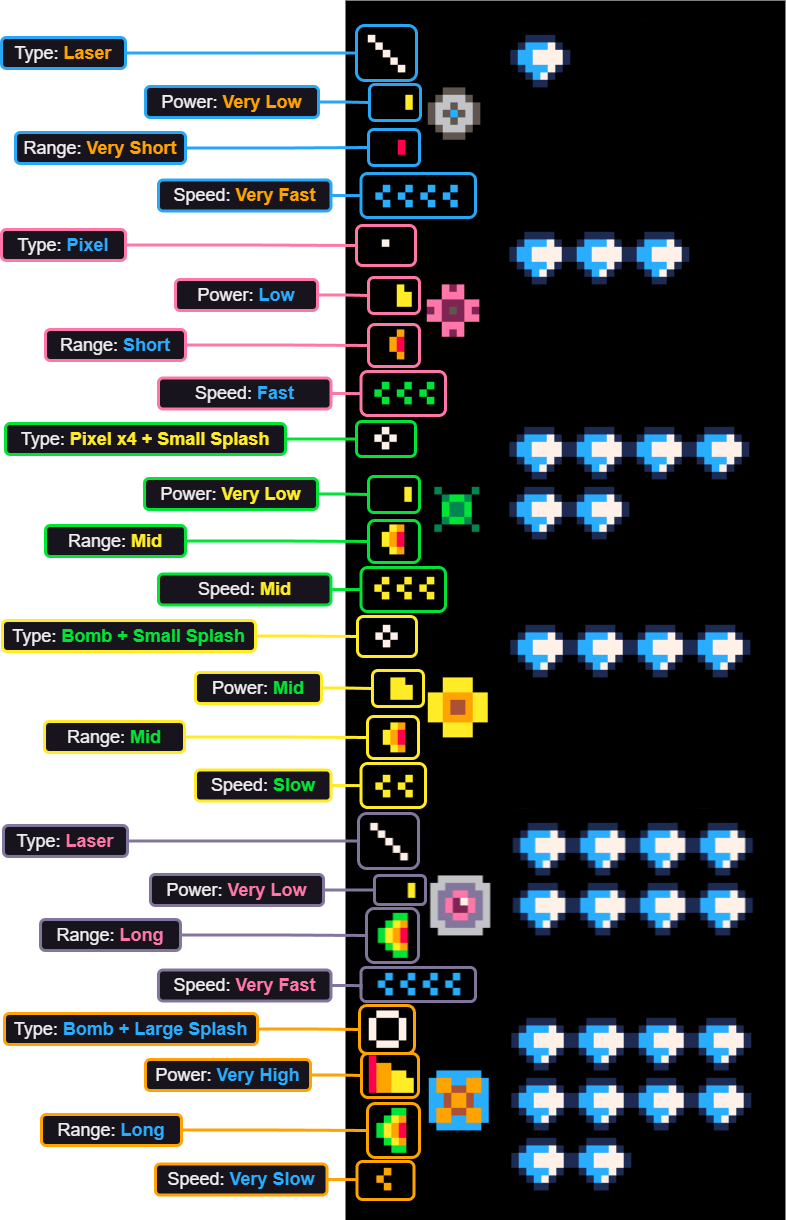 Type: Laser
Power: Very Low
Range: Very Short
Speed: Very Fast
Type: Pixel
Power: Low
Range: Short
Speed: Fast
Type: Pixel x4 + Small Splash
Power: Very Low
Range: Mid
Speed: Mid
Type: Bomb + Small Splash
Power: Mid
Range: Mid
Speed: Slow
Type: Laser
Power: Very Low
Range: Long
Speed: Very Fast
Type: Bomb + Large Splash
Power: Very High
Range: Long
Speed: Very Slow